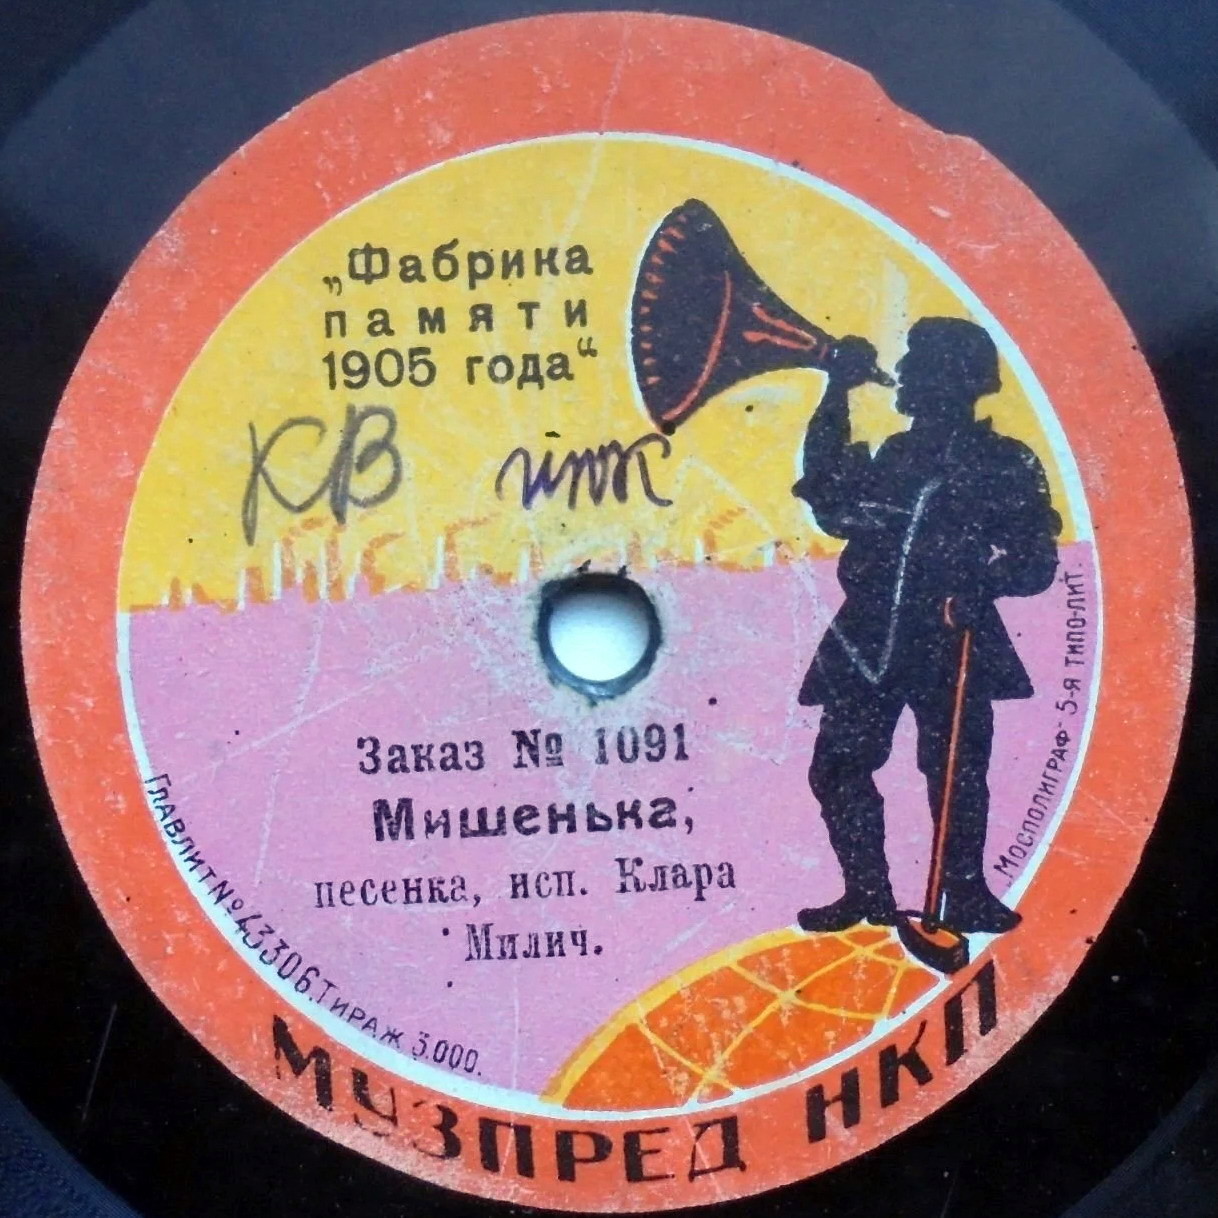 „Фабрика
памяти
1905 года“
КВ
Заказ № 1091
Мишенька,
песенка, исп. Клара
Милич.
Главлит № 43306. Тираж 3.000.
Мосполиграф 5-я типо-лит.
МУЗПРЕД НКП